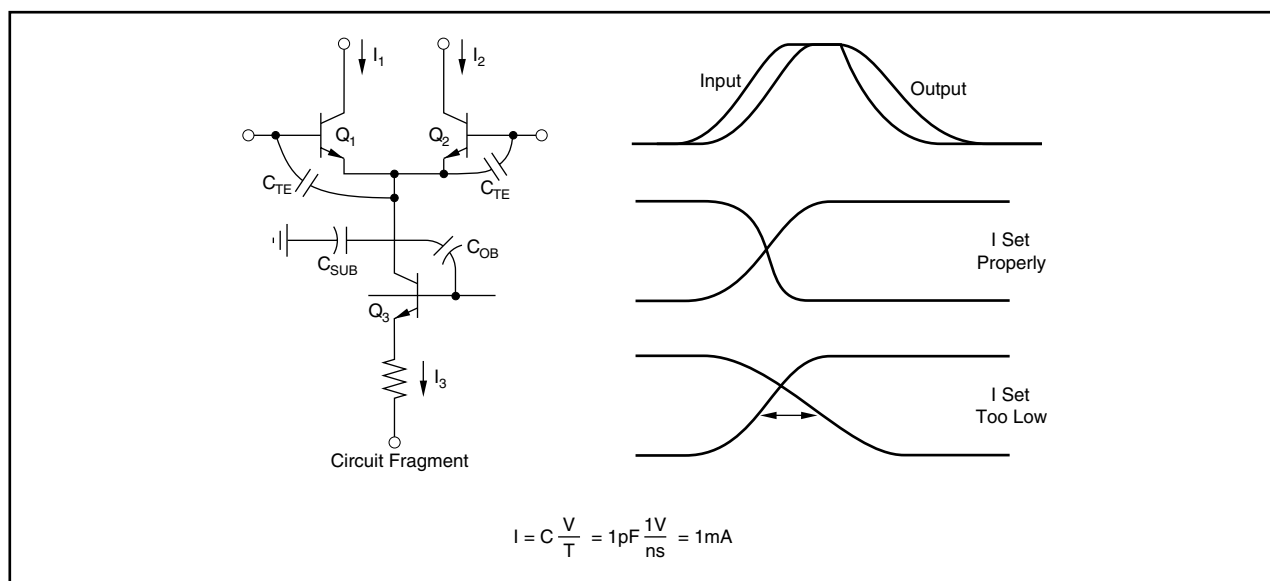 I1
I2
Q1
Q2
CTE
CTE
CSUB
COB
Q3
I3
Circuit Fragment
Input
Output
I Set
Properly
I Set
Too Low
I = C V/T = 1pF 1V/ns = 1mA